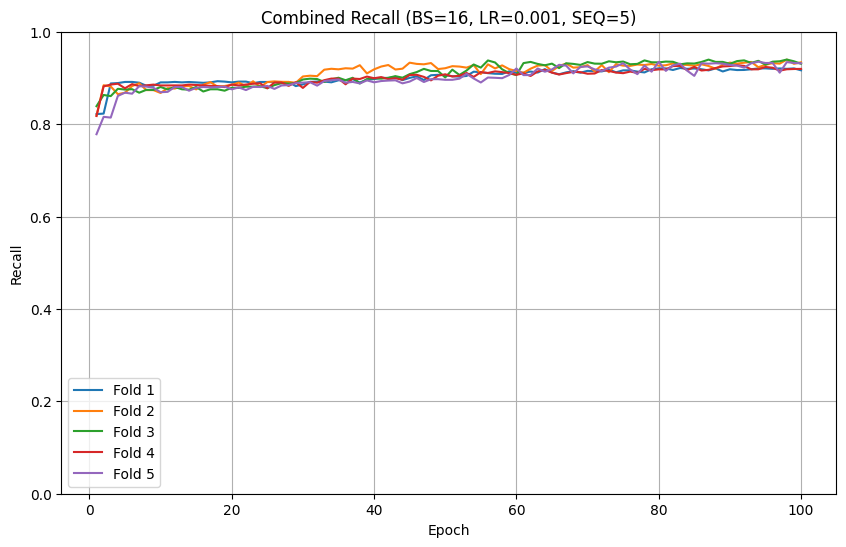 Combined Recall (BS=16, LR=0.001, SEQ=5)
1.0
0.8
0.6
0.4
0.2
0.0
Recall
Fold 1
Fold 2
Fold 3
Fold 4
Fold 5
0 20 40 60 80 100
Epoch